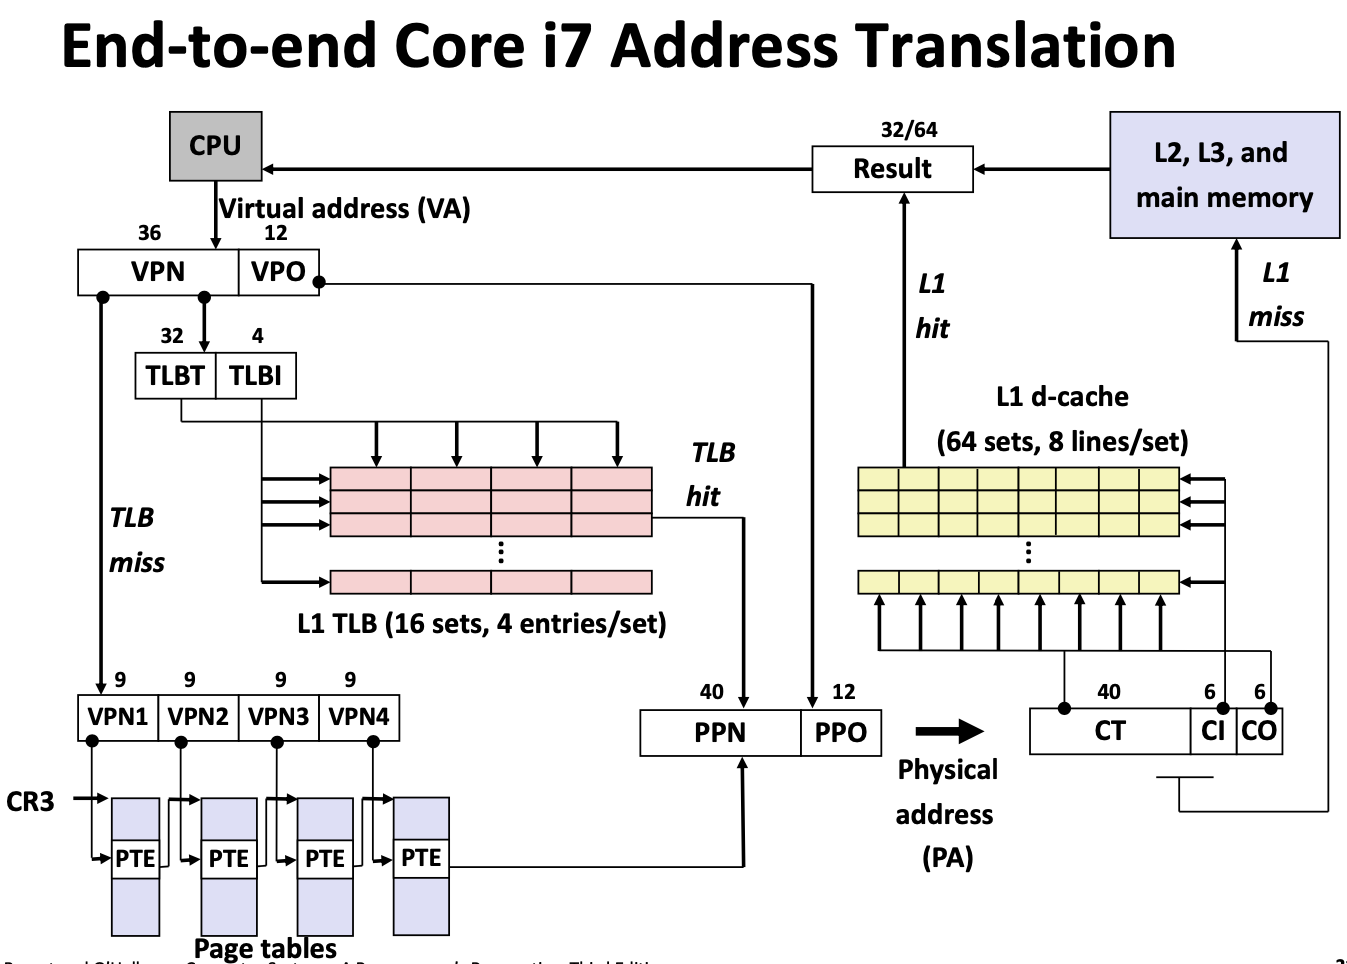 End-to-end Core i7 Address Translation
CPU
32/64
Result
L2, L3, and
main memory
Virtual address (VA)
36
12
VPN
VPO
L1
hit
L1
miss
32
4
TLBT
TLBI
L1 d-cache
(64 sets, 8 lines/set)
TLB
hit
TLB
miss
...
...
L1 TLB (16 sets, 4 entries/set)
9
9
9
9
VPN1
VPN2
VPN3
VPN4
40
12
PPN
PPO
40
6
6
CT
CI
CO
Physical
address
(PA)
CR3
PTE
PTE
PTE
PTE
Page tables